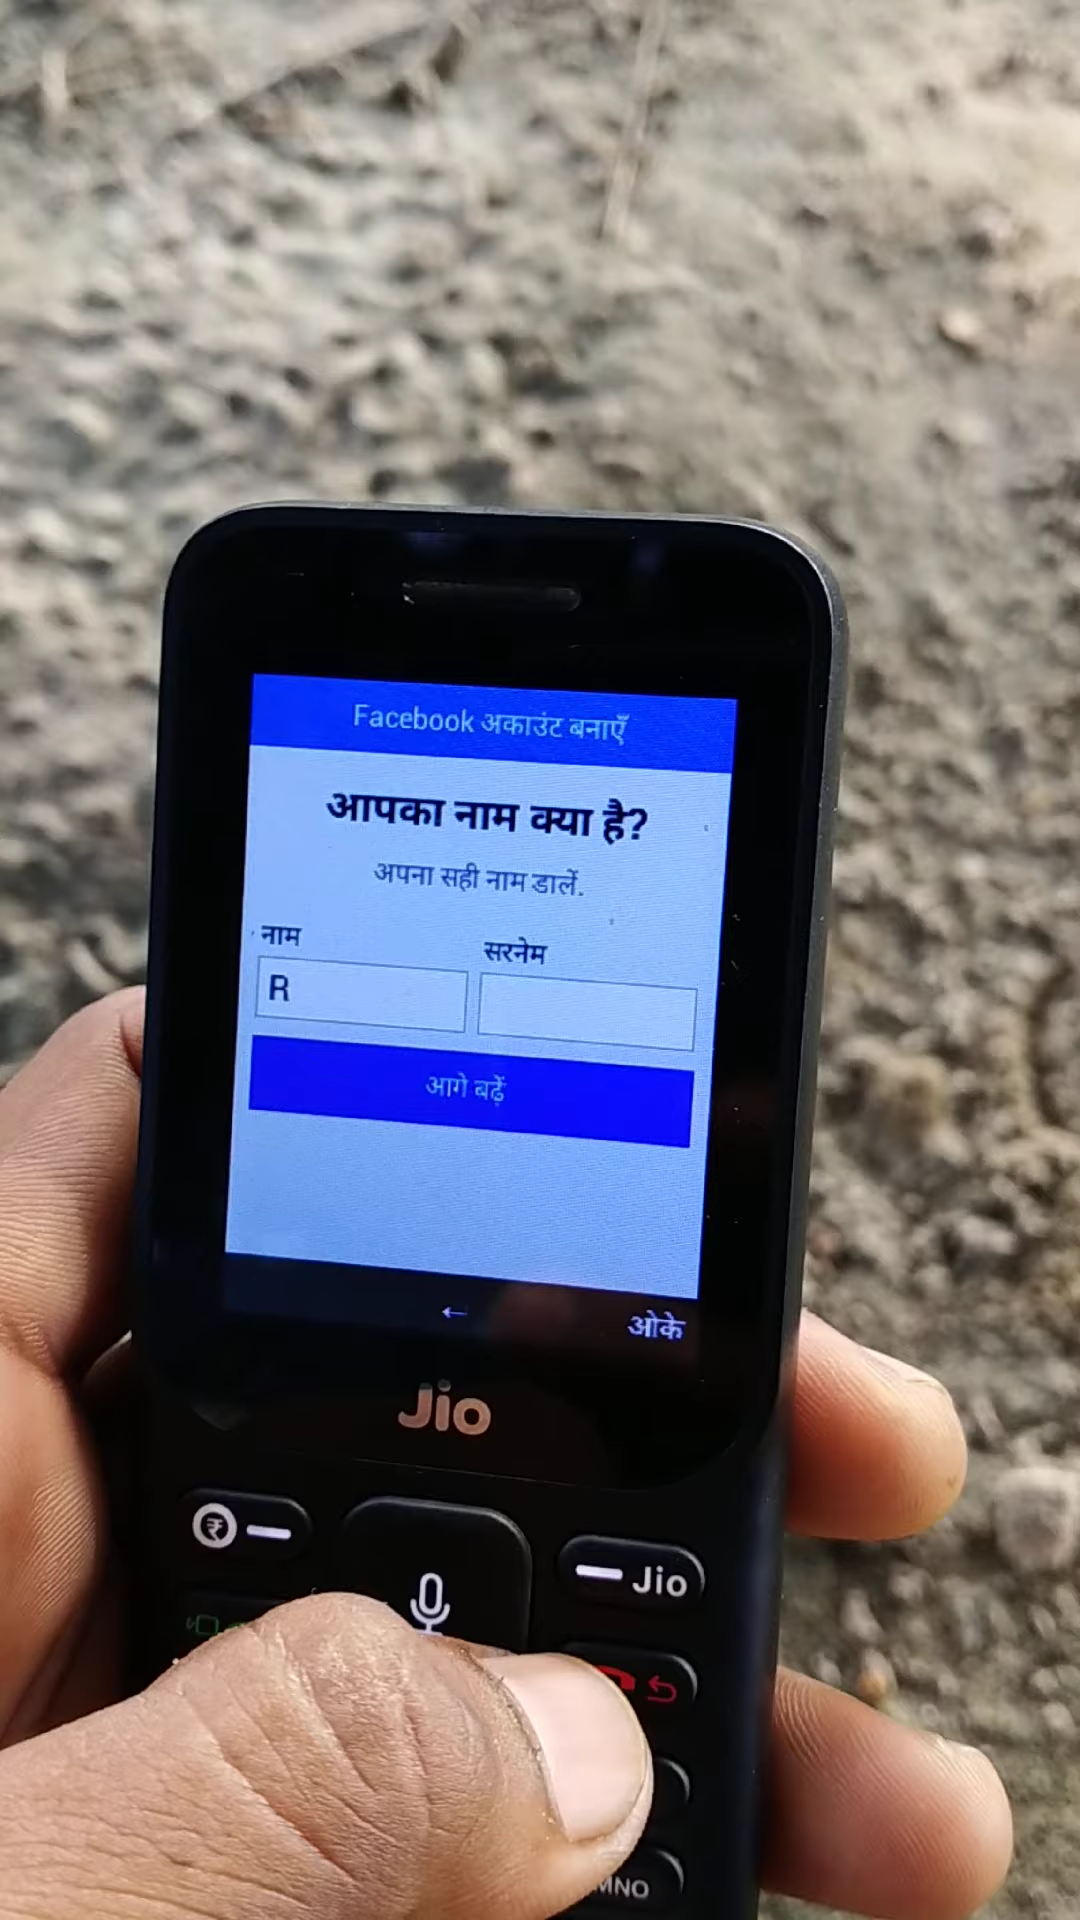 Facebook अकाउंट बनाएँ
आपका नाम क्या है?
अपना सही नाम डालें.
नाम
सरनेम
R
आगे बढ़ें
← ओके
Jio
₹
Jio
MNO